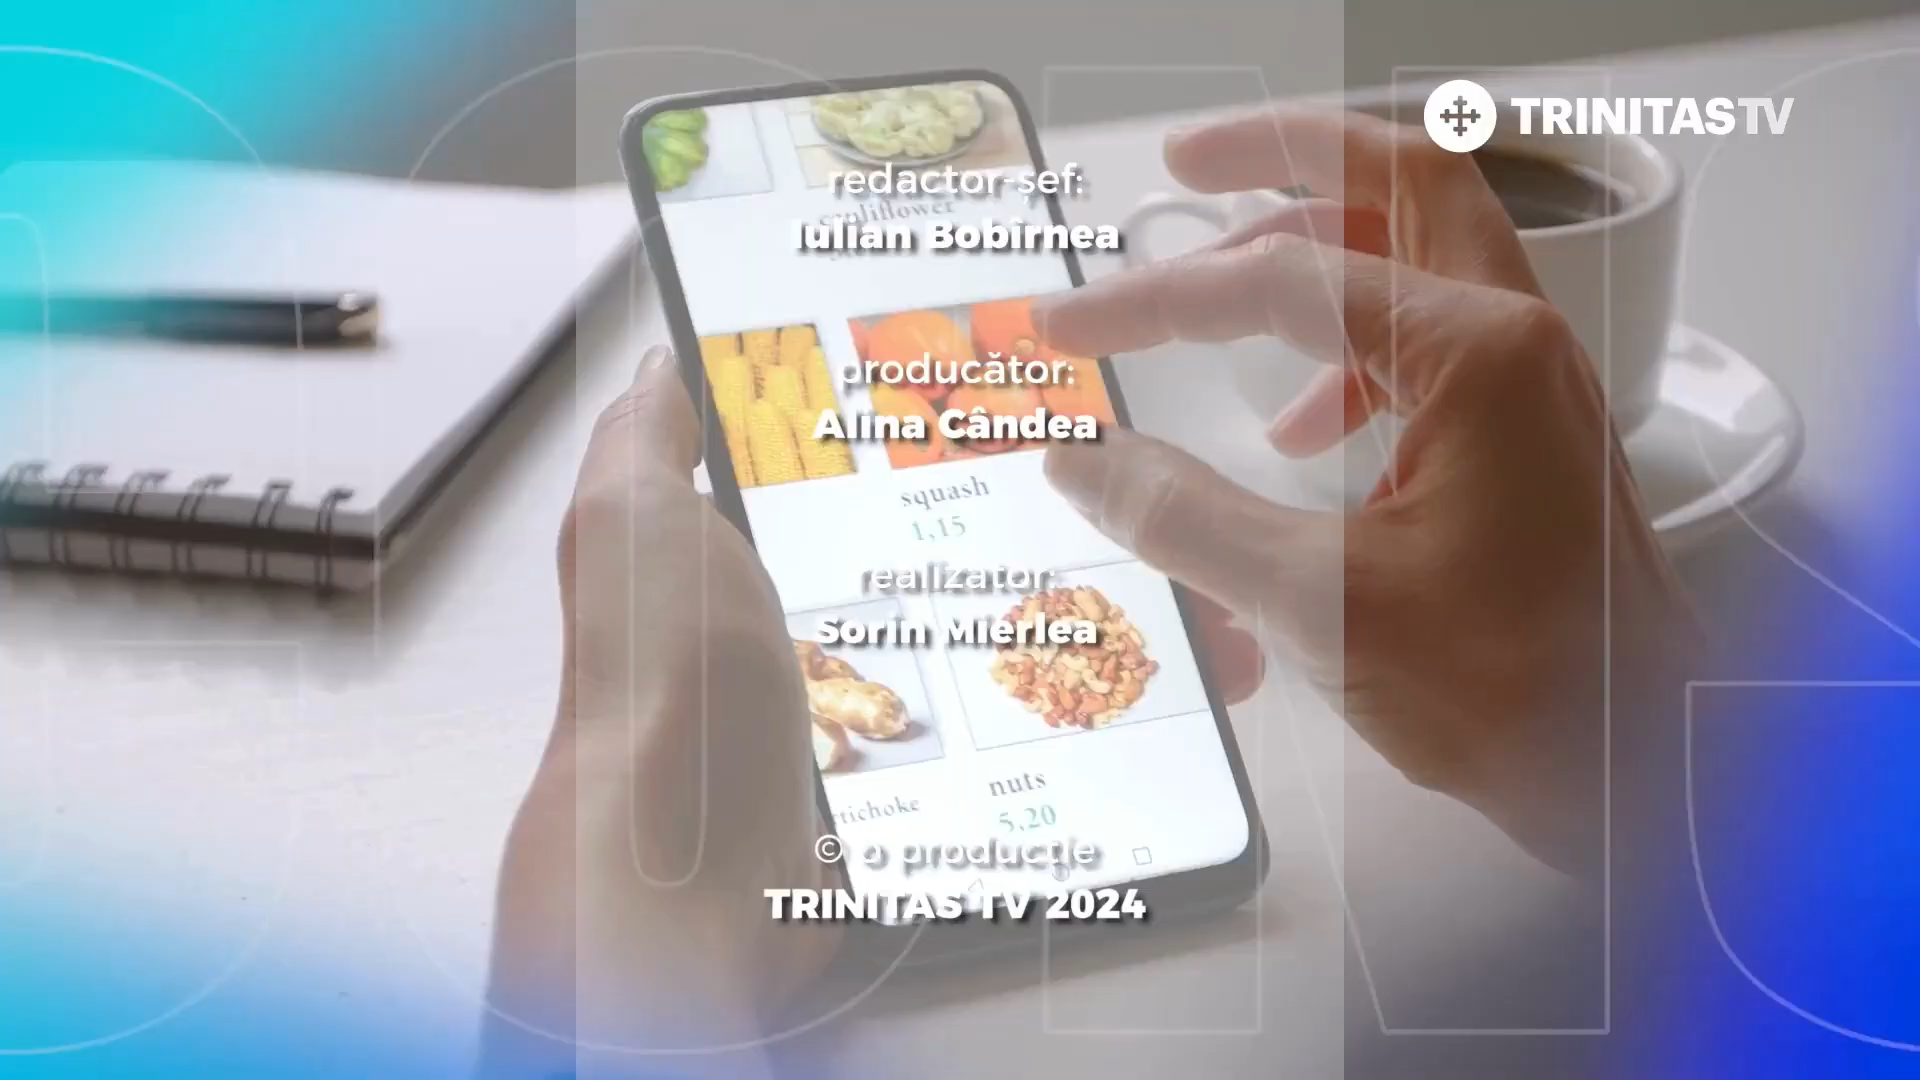 TRINITASTV
redactor-șef:
cauliflower
Iulian Bobîrnea
producător:
Alina Cândea
squash
1,15
realizator:
Sorin Mierlea
nuts
tichoke
5,20
© o producție
TRINITAS TV 2024